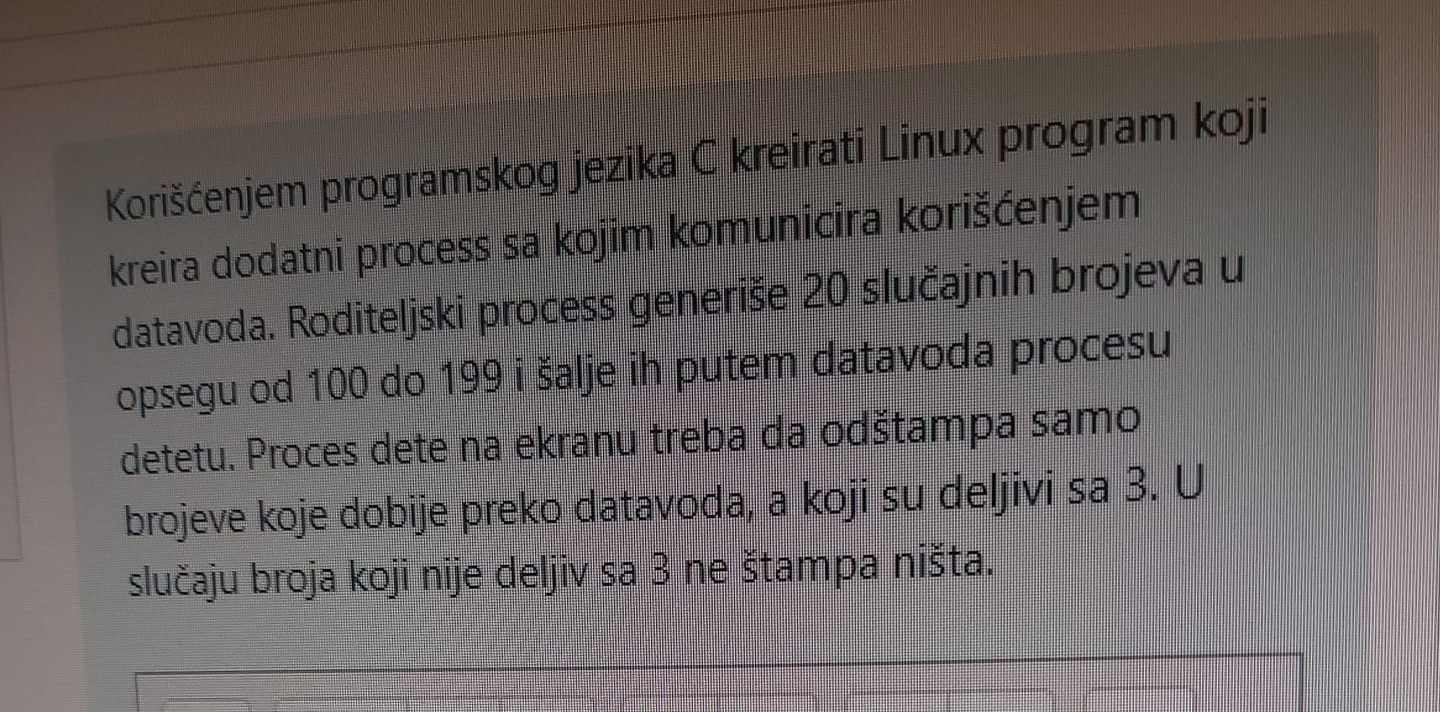 Korišćenjem programskog jezika C kreirati Linux program koji
kreira dodatni process sa kojim komunicira korišćenjem
datavoda. Roditeljski process generiše 20 slučajnih brojeva u
opsegu od 100 do 199 i šalje ih putem datavoda procesu
detetu. Proces dete na ekranu treba da odštampa samo
brojeve koje dobije preko datavoda, a koji su deljivi sa 3. U
slučaju broja koji nije deljiv sa 3 ne štampa ništa.